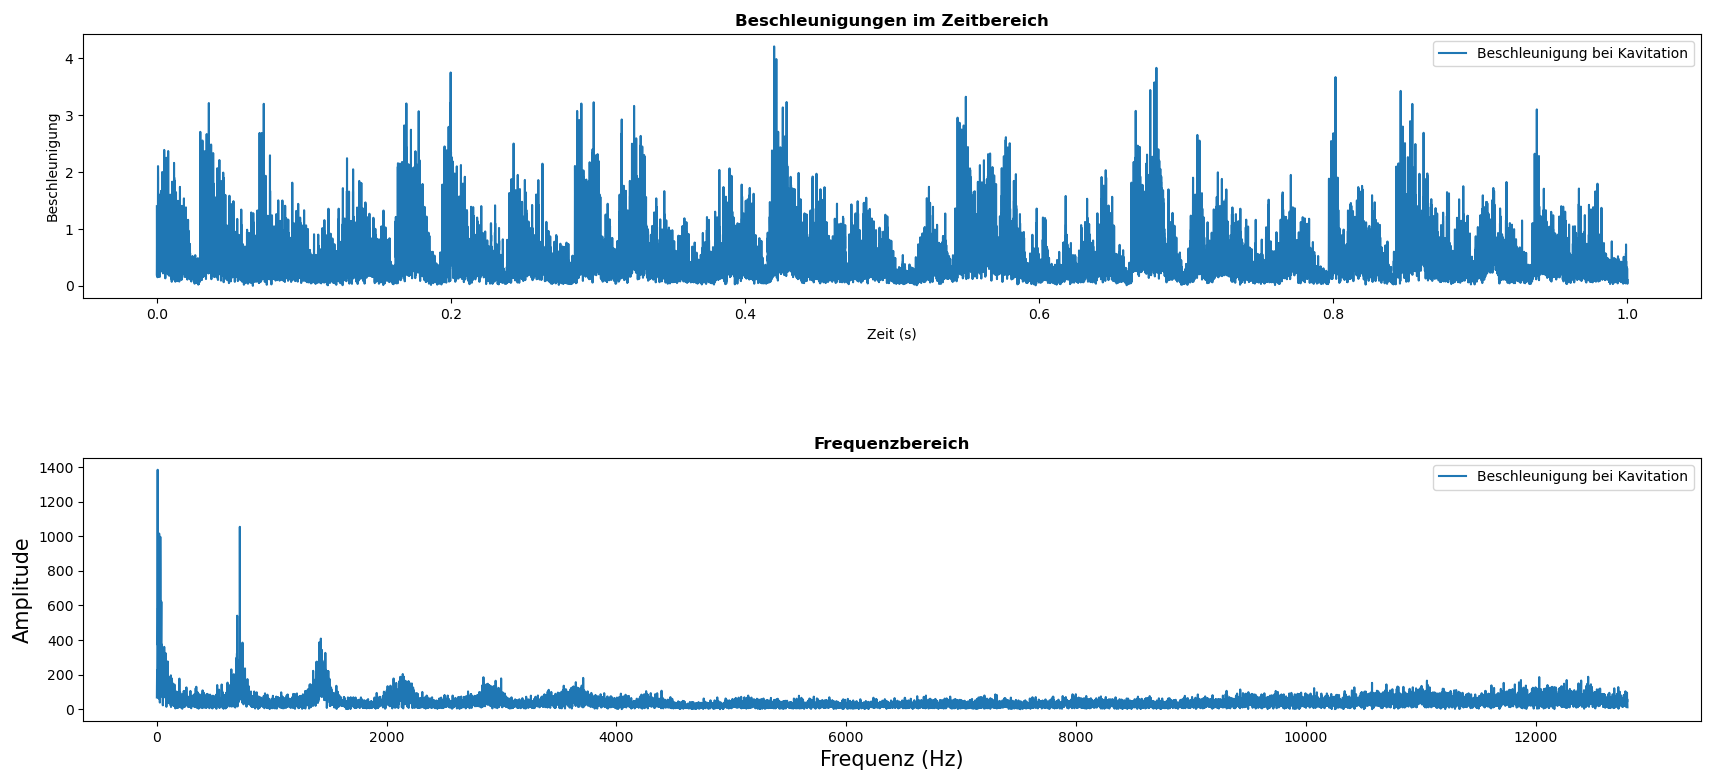 Beschleunigungen im Zeitbereich
Beschleunigung bei Kavitation
Beschleunigung
4
3
2
1
0
0.0 0.2 0.4 0.6 0.8 1.0
Zeit (s)
Frequenzbereich
Beschleunigung bei Kavitation
Amplitude
1400
1200
1000
800
600
400
200
0
0 2000 4000 6000 8000 10000 12000
Frequenz (Hz)